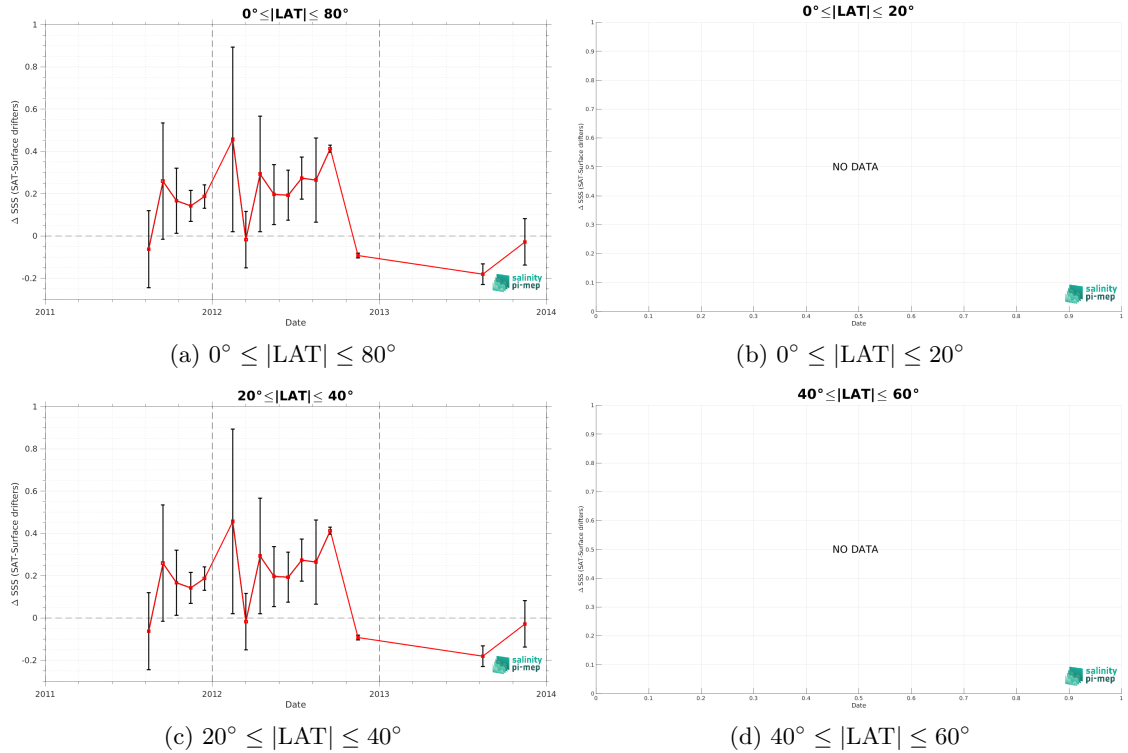 0°≤|LAT|≤ 80°
Δ SSS (SAT-Surface drifters)
1
0.8
0.6
0.4
0.2
0
-0.2
2011
2012
2013
2014
Date
salinity
pi-mep
(a) 0° ≤ |LAT| ≤ 80°
0°≤|LAT|≤ 20°
Δ SSS (SAT-Surface drifters)
1
0.9
0.8
0.7
0.6
0.5
0.4
0.3
0.2
0.1
0
NO DATA
0 0.1 0.2 0.3 0.4 0.5 0.6 0.7 0.8 0.9 1
Date
salinity
pi-mep
(b) 0° ≤ |LAT| ≤ 20°
20°≤|LAT|≤ 40°
Δ SSS (SAT-Surface drifters)
1
0.8
0.6
0.4
0.2
0
-0.2
2011
2012
2013
2014
Date
salinity
pi-mep
(c) 20° ≤ |LAT| ≤ 40°
40°≤|LAT|≤ 60°
Δ SSS (SAT-Surface drifters)
1
0.9
0.8
0.7
0.6
0.5
0.4
0.3
0.2
0.1
0
NO DATA
0 0.1 0.2 0.3 0.4 0.5 0.6 0.7 0.8 0.9 1
Date
salinity
pi-mep
(d) 40° ≤ |LAT| ≤ 60°